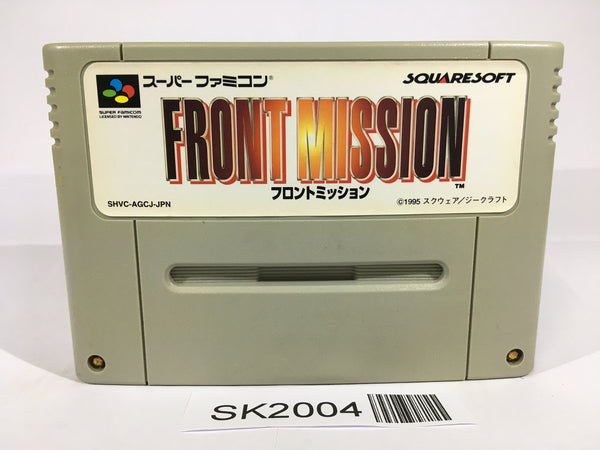 スーパーファミコン®
SQUARESOFT
SUPER FAMICOM
LICENSED BY NINTENDO
FRONT MISSION™
フロントミッション
SHVC-AGCJ-JPN
©1995 スクウェア/ジークラフト
SK2004